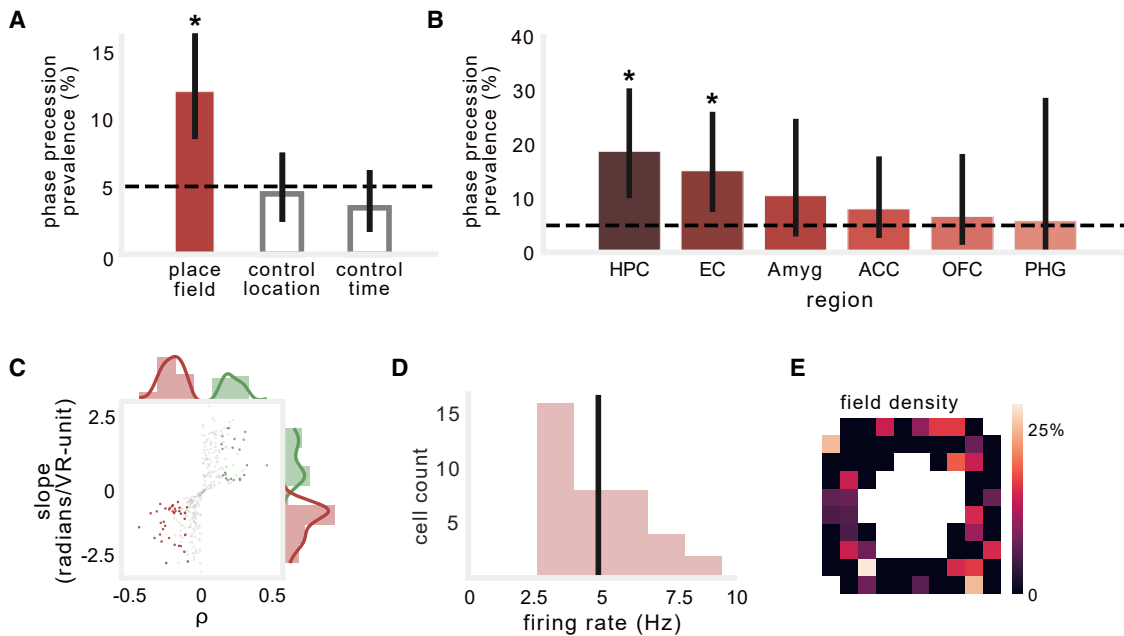 A
phase precession
prevalence (%)
15
10
5
0
*
place
field
control
location
control
time
B
phase precession
prevalence (%)
40
30
20
10
0
*
*
HPC
EC
Amyg
ACC
OFC
PHG
region
C
slope
(radians/VR-unit)
2.5
0
-2.5
-0.5
0
0.5
ρ
D
cell count
15
10
5
0
2.5
5
7.5
10
firing rate (Hz)
E
field density
25%
0